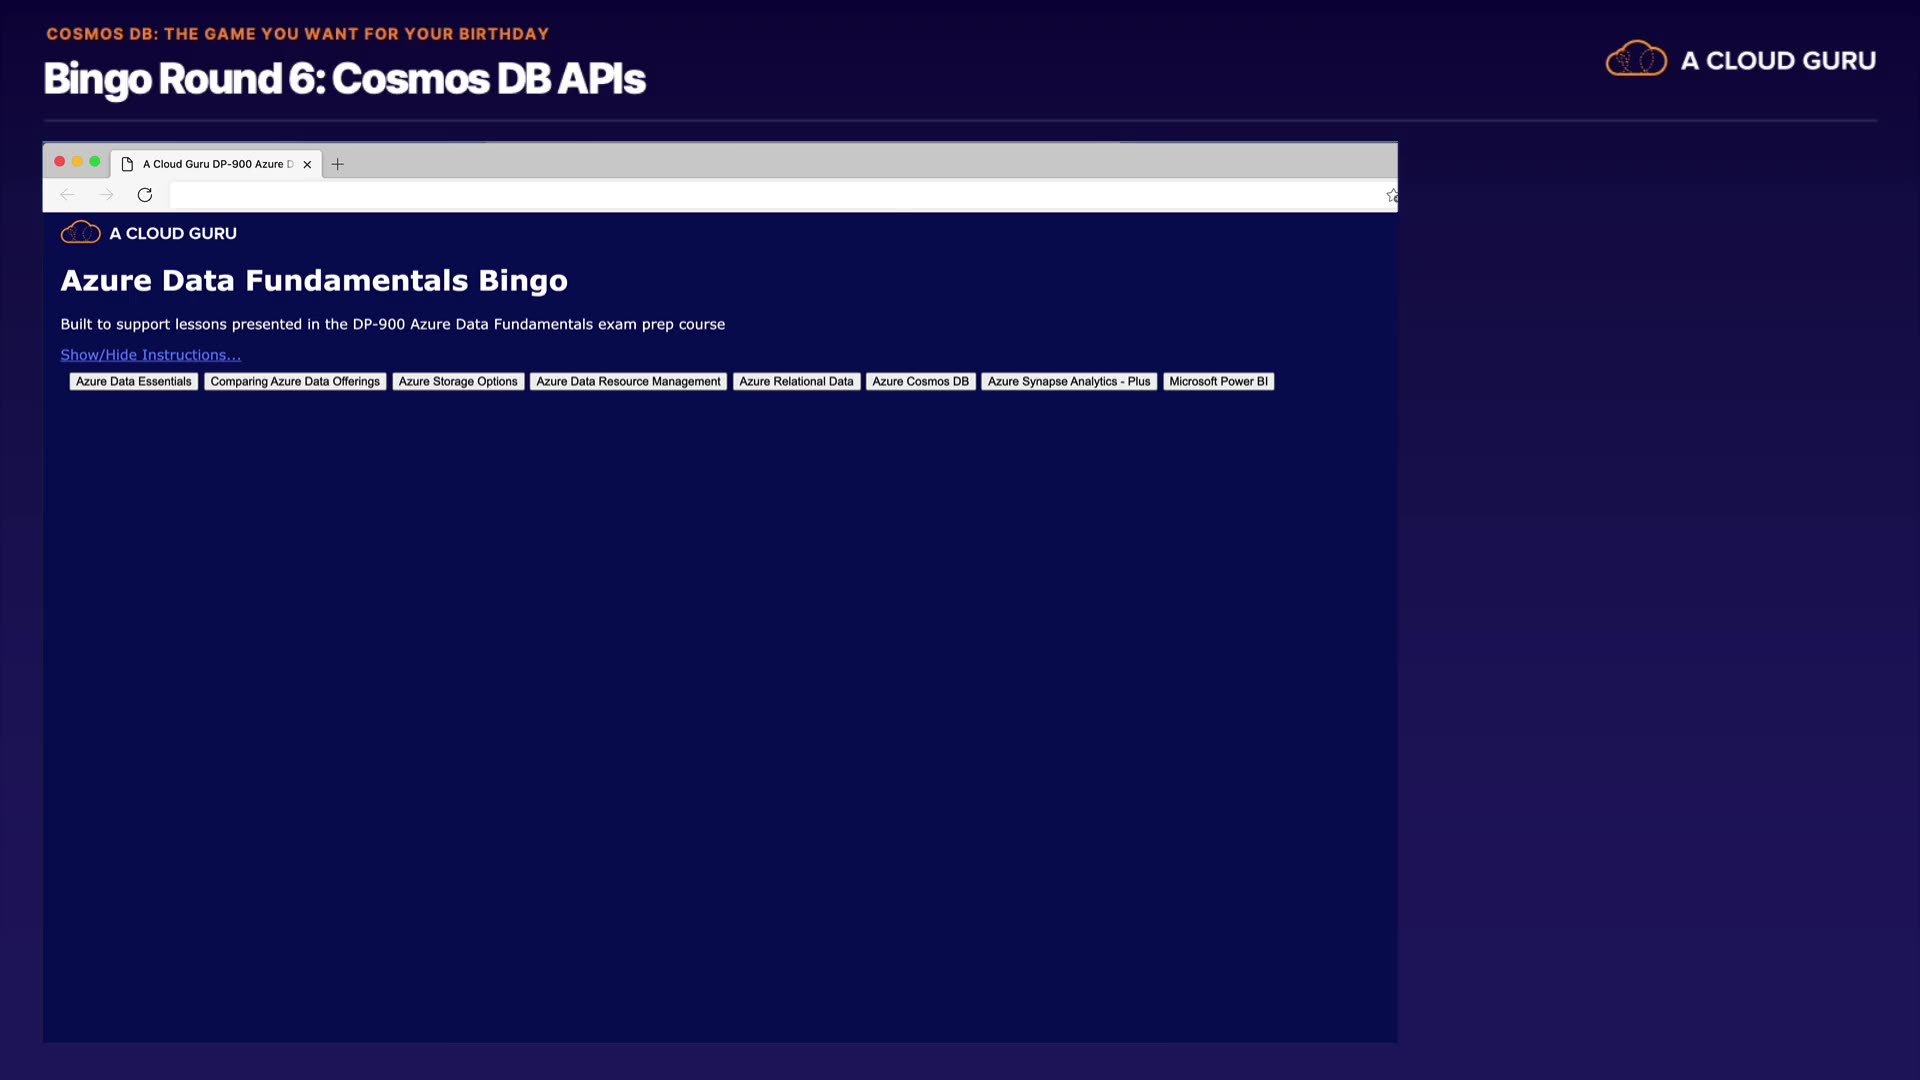 COSMOS DB: THE GAME YOU WANT FOR YOUR BIRTHDAY
Bingo Round 6: Cosmos DB APIs
A CLOUD GURU
A Cloud Guru DP-900 Azure D
A CLOUD GURU
Azure Data Fundamentals Bingo
Built to support lessons presented in the DP-900 Azure Data Fundamentals exam prep course
Show/Hide Instructions...
Azure Data Essentials Comparing Azure Data Offerings Azure Storage Options Azure Data Resource Management Azure Relational Data Azure Cosmos DB Azure Synapse Analytics - Plus Microsoft Power BI